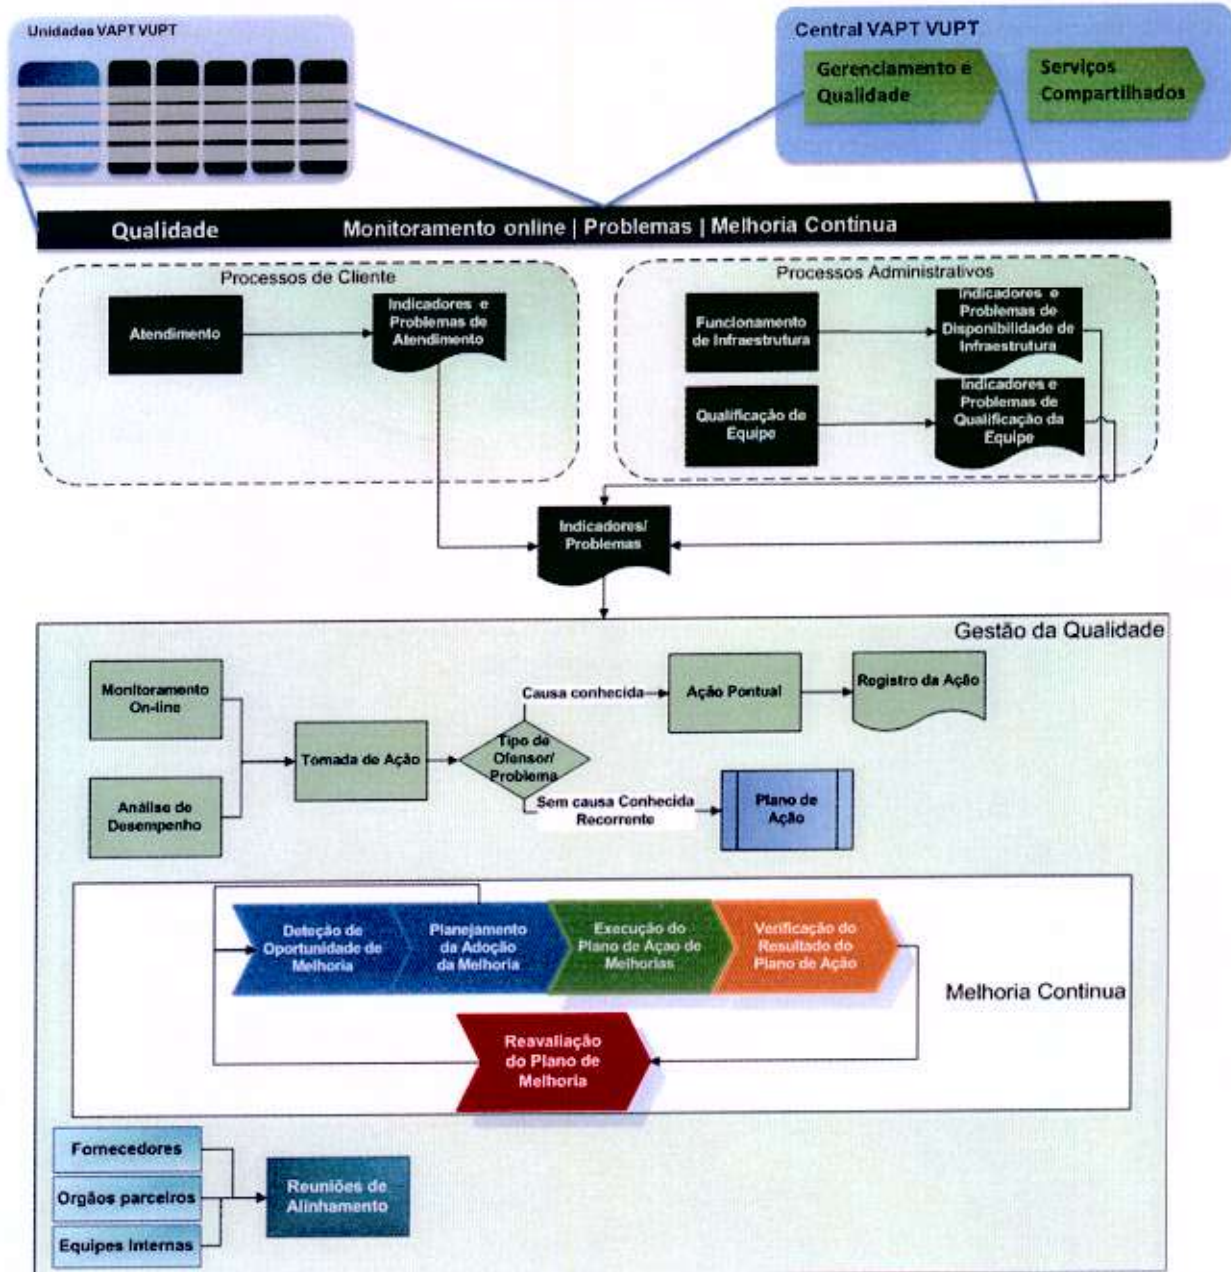 Unidades VAPT VUPT
Central VAPT VUPT
Gerenciamento e
Qualidade
Serviços
Compartilhados
Qualidade
Monitoramento online | Problemas | Melhoria Continua
Processos de Cliente
Atendimento
Indicadores e
Problemas de
Atendimento
Processos Administrativos
Funcionamento
de Infraestrutura
Indicadores e
Problemas de
Disponibilidade de
Infraestrutura
Qualificação de
Equipe
Indicadores e
Problemas de
Qualificação da
Equipe
Indicadores/
Problemas
Gestão da Qualidade
Monitoramento
On-line
Análise de
Desempenho
Tomada de Ação
Tipo de
Ofensor/
Problema
Causa conhecida
Ação Pontual
Registro da Ação
Sem causa Conhecida
Recorrente
Plano de
Ação
Deteção de
Oportunidade de
Melhoria
Planejamento
da Adoção
da Melhoria
Execução do
Plano de Açao de
Melhorias
Verificação do
Resultado do
Plano de Ação
Melhoria Continua
Reavaliação
do Plano de
Melhoria
Fornecedores
Orgãos parceiros
Equipes Internas
Reuniões de
Alinhamento